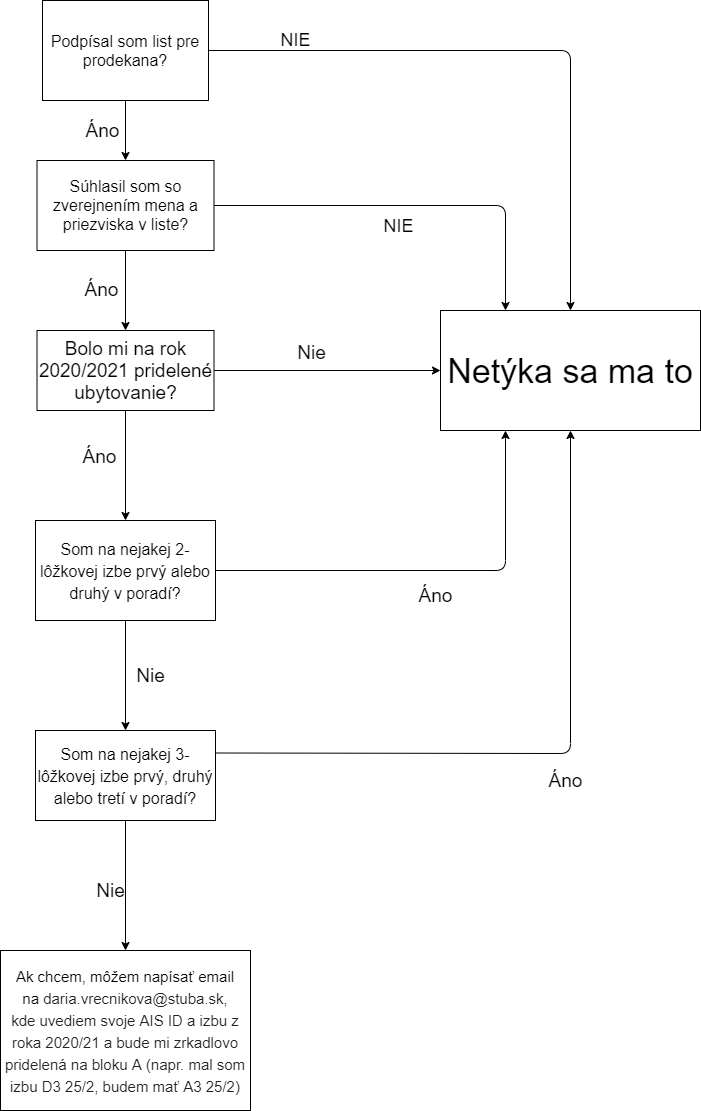 Podpísal som list pre
prodekana?
NIE
Áno
Súhlasil som so
zverejnením mena a
priezviska v liste?
NIE
Áno
Bolo mi na rok
2020/2021 pridelené
ubytovanie?
Nie
Netýka sa ma to
Áno
Som na nejakej 2-
lôžkovej izbe prvý alebo
druhý v poradí?
Áno
Nie
Som na nejakej 3-
lôžkovej izbe prvý, druhý
alebo tretí v poradí?
Áno
Nie
Ak chcem, môžem napísať email
na daria.vrecnikova@stuba.sk,
kde uvediem svoje AIS ID a izbu z
roka 2020/21 a bude mi zrkadlovo
pridelená na bloku A (napr. mal som
izbu D3 25/2, budem mať A3 25/2)